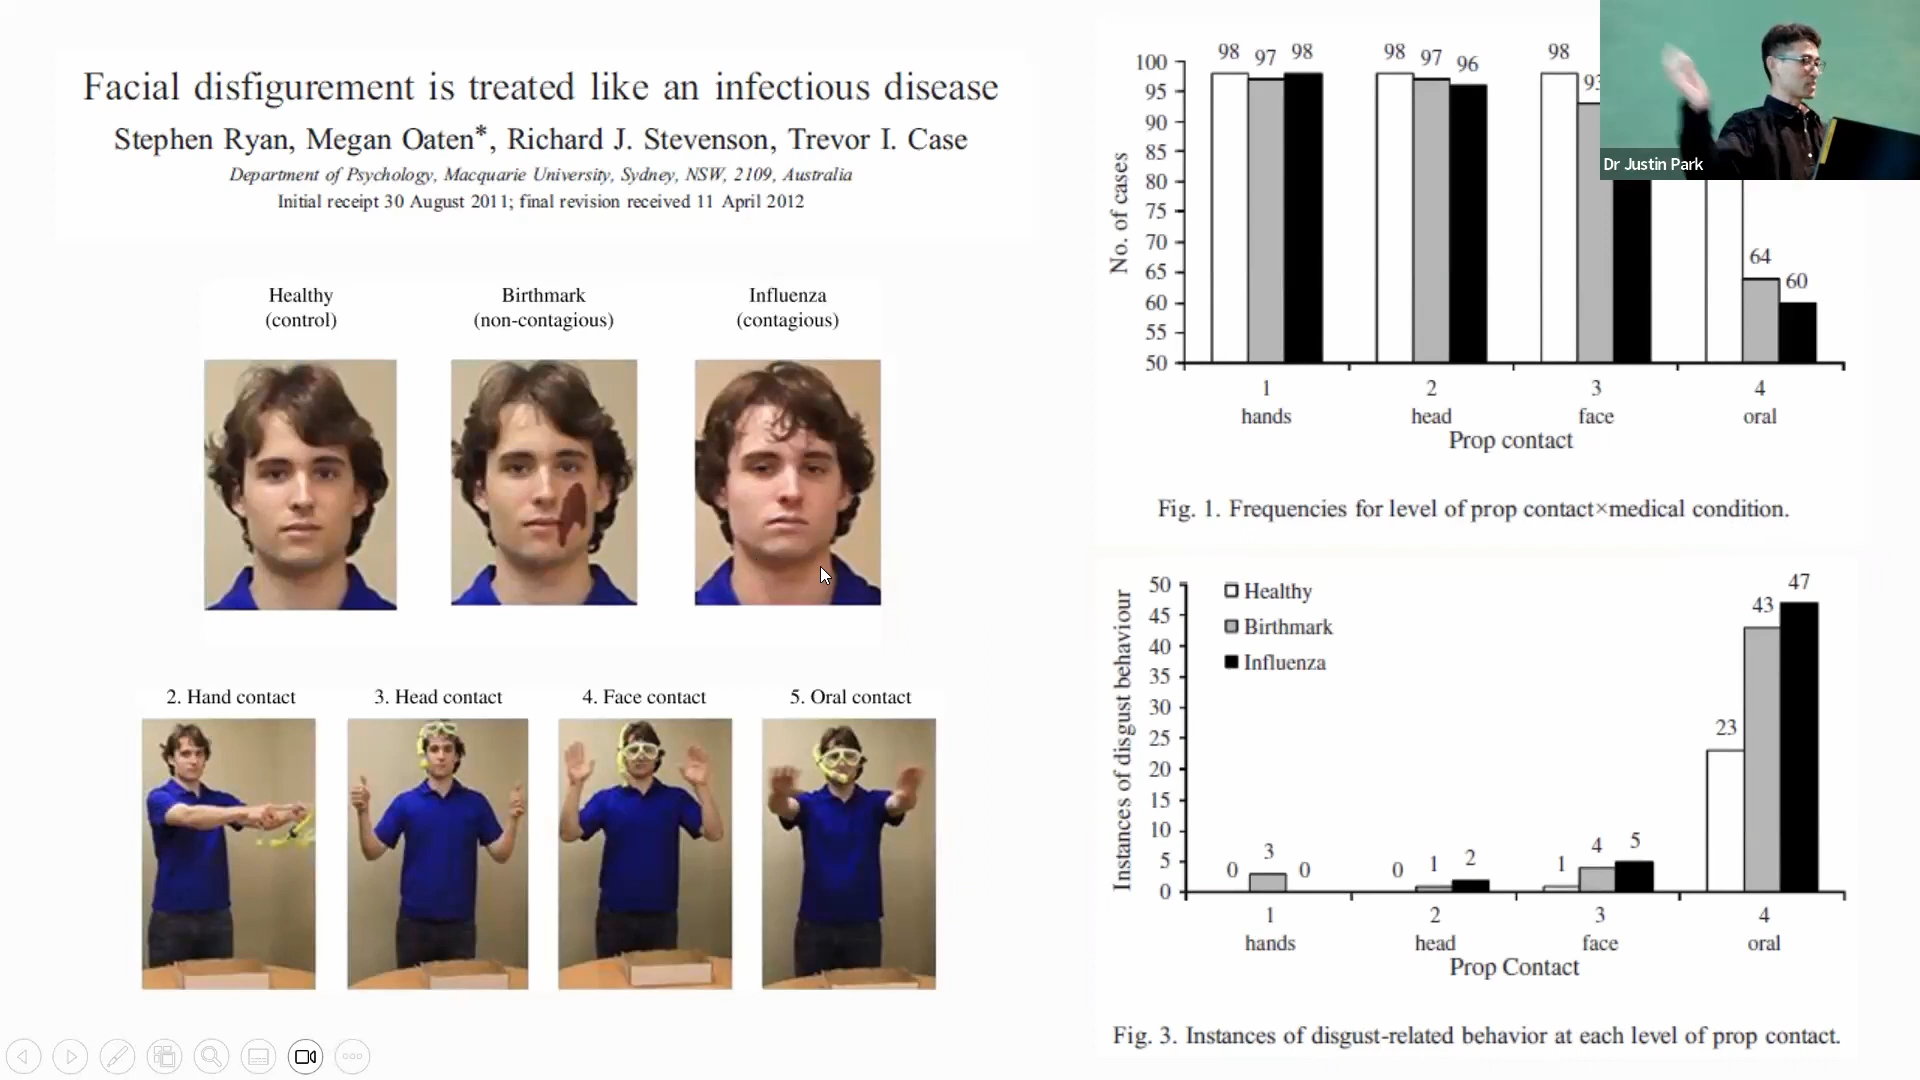 Facial disfigurement is treated like an infectious disease
Stephen Ryan, Megan Oaten*, Richard J. Stevenson, Trevor I. Case
Department of Psychology, Macquarie University, Sydney, NSW, 2109, Australia
Initial receipt 30 August 2011; final revision received 11 April 2012
Healthy
(control)
Birthmark
(non-contagious)
Influenza
(contagious)
2. Hand contact
3. Head contact
4. Face contact
5. Oral contact
98 97 98 98 97 96 98 93
64 60
No. of cases
100
95
90
85
80
75
70
65
60
55
50
1 2 3 4
hands head face oral
Prop contact
Fig. 1. Frequencies for level of prop contact×medical condition.
Dr Justin Park
Instances of disgust behaviour
50
45
40
35
30
25
20
15
10
5
0
Healthy
Birthmark
Influenza
0 3 0 0 1 2 1 4 5 23 43 47
1 2 3 4
hands head face oral
Prop Contact
Fig. 3. Instances of disgust-related behavior at each level of prop contact.